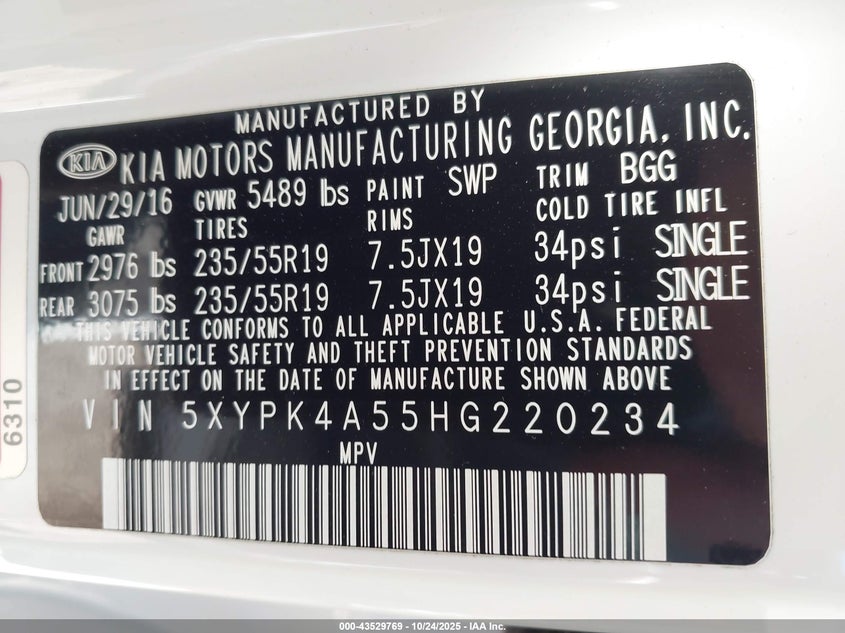 MANUFACTURED BY
KIA KIA MOTORS MANUFACTURING GEORGIA, INC.
JUN/29/16 GVWR 5489 lbs PAINT SWP TRIM BGG
GAWR TIRES RIMS COLD TIRE INFL
FRONT 2976 lbs 235/55R19 7.5JX19 34psi SINGLE
REAR 3075 lbs 235/55R19 7.5JX19 34psi SINGLE
THIS VEHICLE CONFORMS TO ALL APPLICABLE U.S.A. FEDERAL
MOTOR VEHICLE SAFETY AND THEFT PREVENTION STANDARDS
IN EFFECT ON THE DATE OF MANUFACTURE SHOWN ABOVE
VIN 5XYPK4A55HG220234
MPV
6310
000-43529769 - 10/24/2025 - IAA Inc.